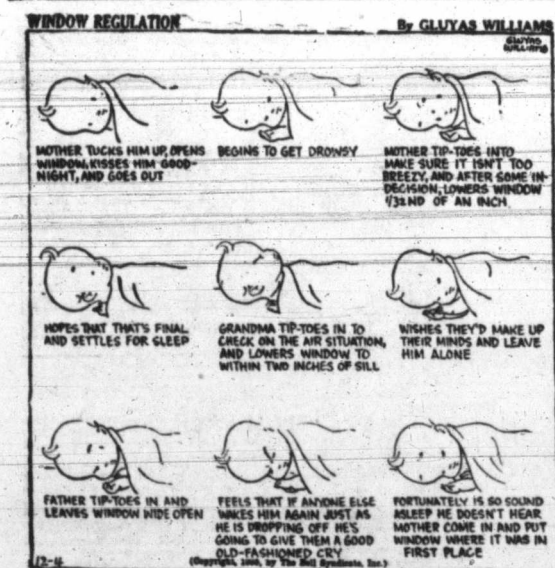 WINDOW REGULATION
By GLUYAS WILLIAMS
GLUYAS
WILLIAMS
MOTHER TUCKS HIM UP, OPENS
WINDOW, KISSES HIM GOOD-
NIGHT, AND GOES OUT
BEGINS TO GET DROWSY
MOTHER TIP-TOES INTO
MAKE SURE IT ISN'T TOO
BREEZY, AND AFTER SOME IN-
DECISION, LOWERS WINDOW
1/32ND OF AN INCH
HOPES THAT THAT'S FINAL
AND SETTLES FOR SLEEP
GRANDMA TIP-TOES IN TO
CHECK ON THE AIR SITUATION,
AND LOWERS WINDOW TO
WITHIN TWO INCHES OF SILL
WISHES THEY'D MAKE UP
THEIR MINDS AND LEAVE
HIM ALONE
FATHER TIP-TOES IN AND
LEAVES WINDOW WIDE OPEN
FEELS THAT IF ANYONE ELSE
WAKES HIM AGAIN JUST AS
HE IS DROPPING OFF HE'S
GOING TO GIVE THEM A GOOD
OLD-FASHIONED CRY
FORTUNATELY IS SO SOUND
ASLEEP HE DOESN'T HEAR
MOTHER COME IN AND PUT
WINDOW WHERE IT WAS IN
FIRST PLACE
12-4
(Copyright, by The Bell Syndicate, Inc.)